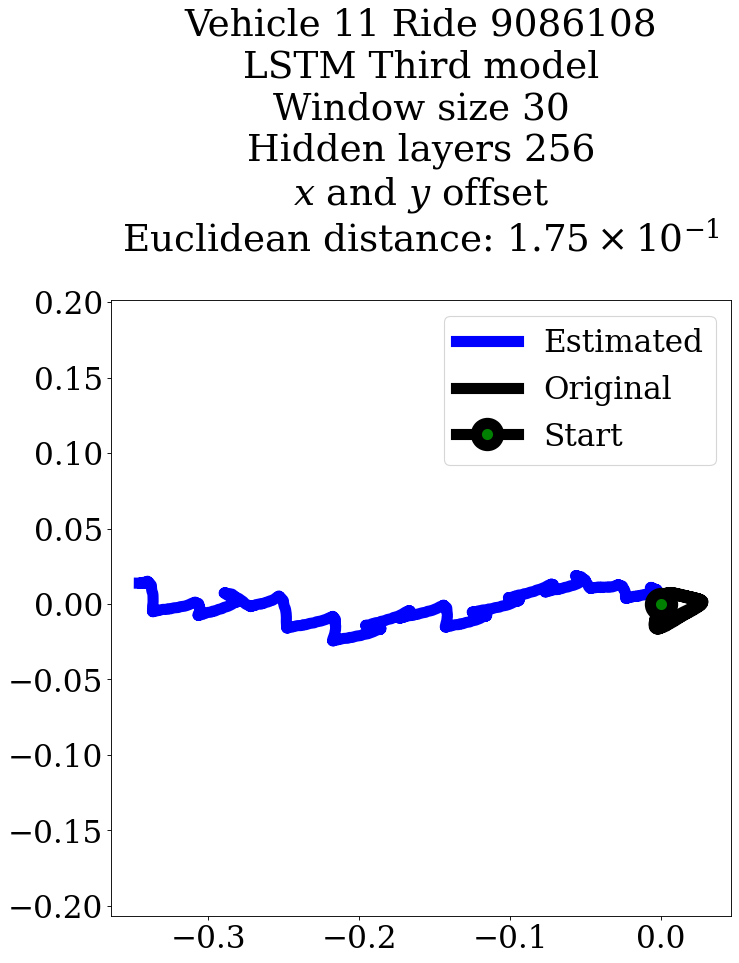 Vehicle 11 Ride 9086108
LSTM Third model
Window size 30
Hidden layers 256
x and y offset
Euclidean distance: 1.75 × 10⁻¹
Estimated
Original
Start
0.20
0.15
0.10
0.05
0.00
−0.05
−0.10
−0.15
−0.20
−0.3 −0.2 −0.1 0.0